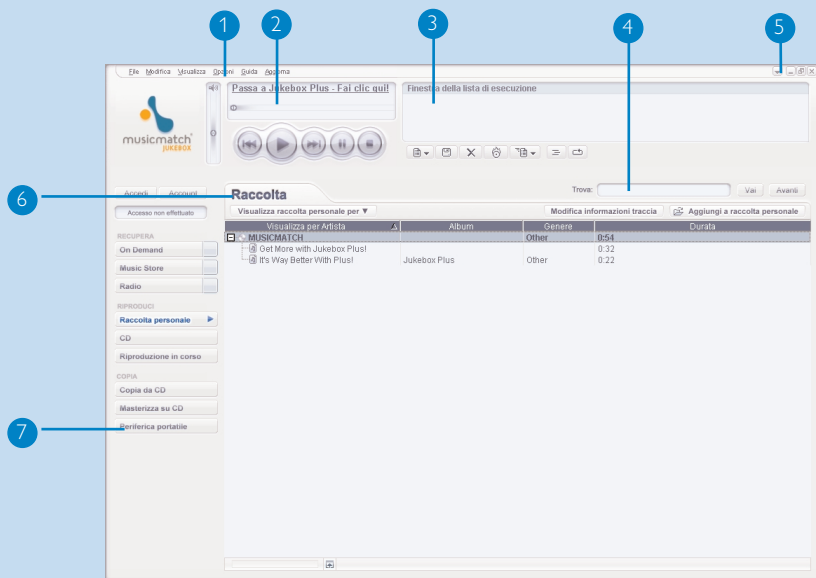 1
2
3
4
5
File Modifica Visualizza Opzioni Guida Aggiorna
Passa a Jukebox Plus - Fai clic qui!
Finestra della lista di esecuzione
musicmatch
JUKEBOX
6
Accedi Account
Raccolta
Trova:
Vai Avanti
Accesso non effettuato
Visualizza raccolta personale per
Modifica informazioni traccia
Aggiungi a raccolta personale
Visualizza per Artista Album Genere Durata
MUSICMATCH Other 0:54
Get More with Jukebox Plus! 0:32
It's Way Better With Plus! Jukebox Plus Other 0:22
RECUPERA
On Demand
Music Store
Radio
RIPRODUCI
Raccolta personale
CD
Riproduzione in corso
COPIA
Copia da CD
Masterizza su CD
7
Periferica portatile